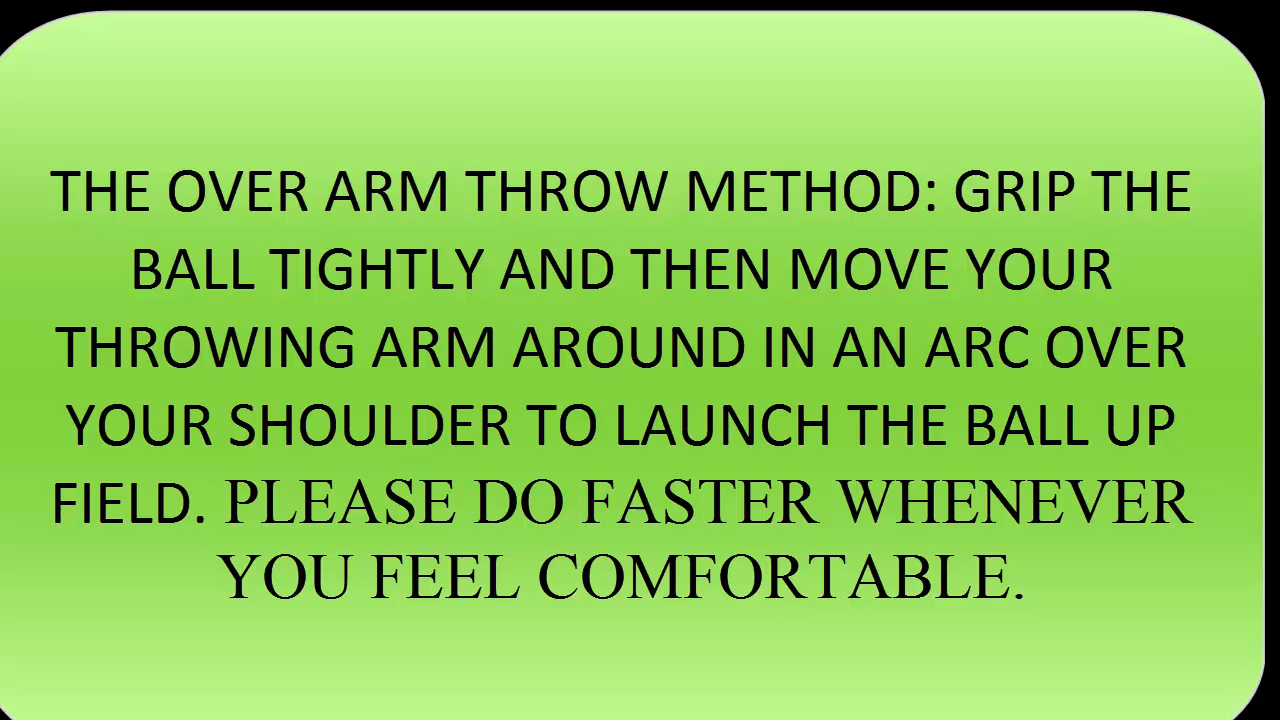 THE OVER ARM THROW METHOD: GRIP THE
BALL TIGHTLY AND THEN MOVE YOUR
THROWING ARM AROUND IN AN ARC OVER
YOUR SHOULDER TO LAUNCH THE BALL UP
FIELD. PLEASE DO FASTER WHENEVER
YOU FEEL COMFORTABLE.